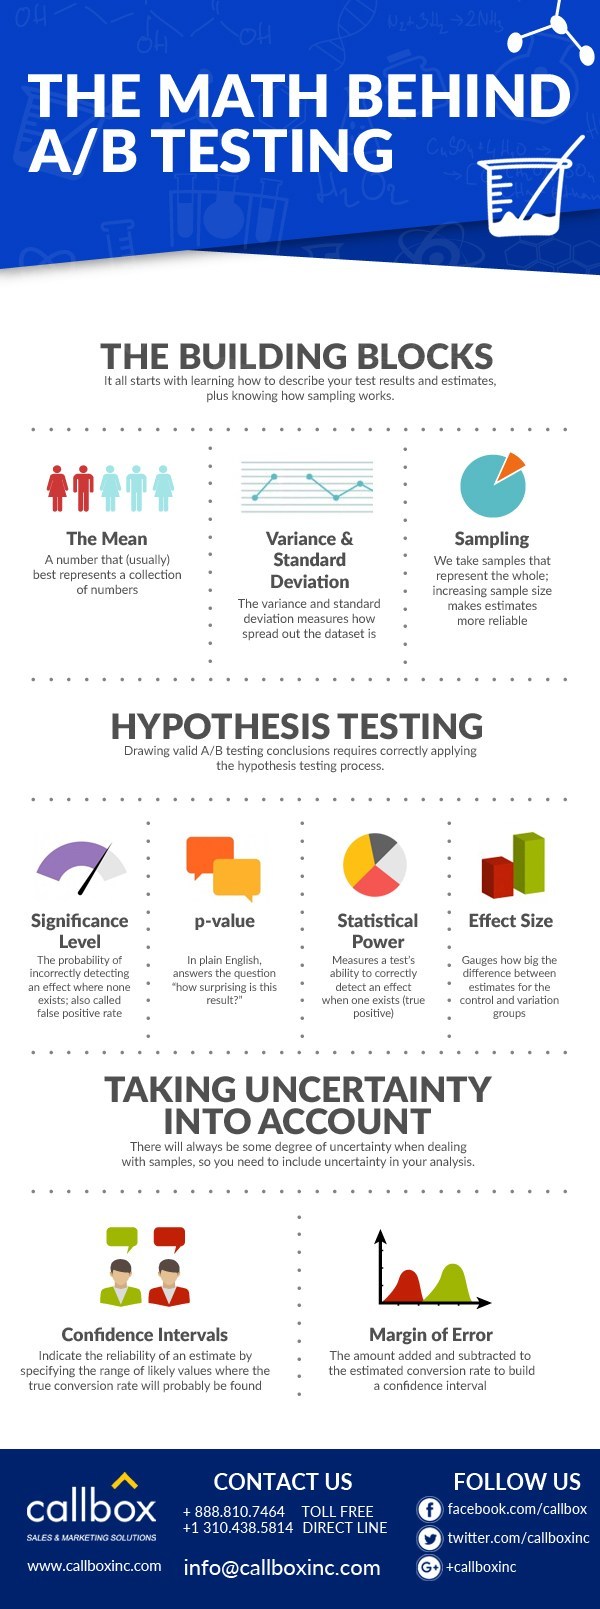 THE MATH BEHIND
A/B TESTING
OH
OH
OH
N₂+3H₂→2NH₃
H₂O₂
THE BUILDING BLOCKS
It all starts with learning how to describe your test results and estimates,
plus knowing how sampling works.
The Mean
A number that (usually)
best represents a collection
of numbers
Variance &
Standard
Deviation
The variance and standard
deviation measures how
spread out the dataset is
Sampling
We take samples that
represent the whole;
increasing sample size
makes estimates
more reliable
HYPOTHESIS TESTING
Drawing valid A/B testing conclusions requires correctly applying
the hypothesis testing process.
Significance
Level
The probability of
incorrectly detecting
an effect where none
exists; also called
false positive rate
p-value
In plain English,
answers the question
"how surprising is this
result?"
Statistical
Power
Measures a test's
ability to correctly
detect an effect
when one exists (true
positive)
Effect Size
Gauges how big the
difference between
estimates for the
control and variation
groups
TAKING UNCERTAINTY
INTO ACCOUNT
There will always be some degree of uncertainty when dealing
with samples, so you need to include uncertainty in your analysis.
Confidence Intervals
Indicate the reliability of an estimate by
specifying the range of likely values where the
true conversion rate will probably be found
Margin of Error
The amount added and subtracted to
the estimated conversion rate to build
a confidence interval
callbox
SALES & MARKETING SOLUTIONS
www.callboxinc.com
CONTACT US
+ 888.810.7464 TOLL FREE
+1 310.438.5814 DIRECT LINE
info@callboxinc.com
FOLLOW US
f facebook.com/callbox
twitter.com/callboxinc
G+ +callboxinc